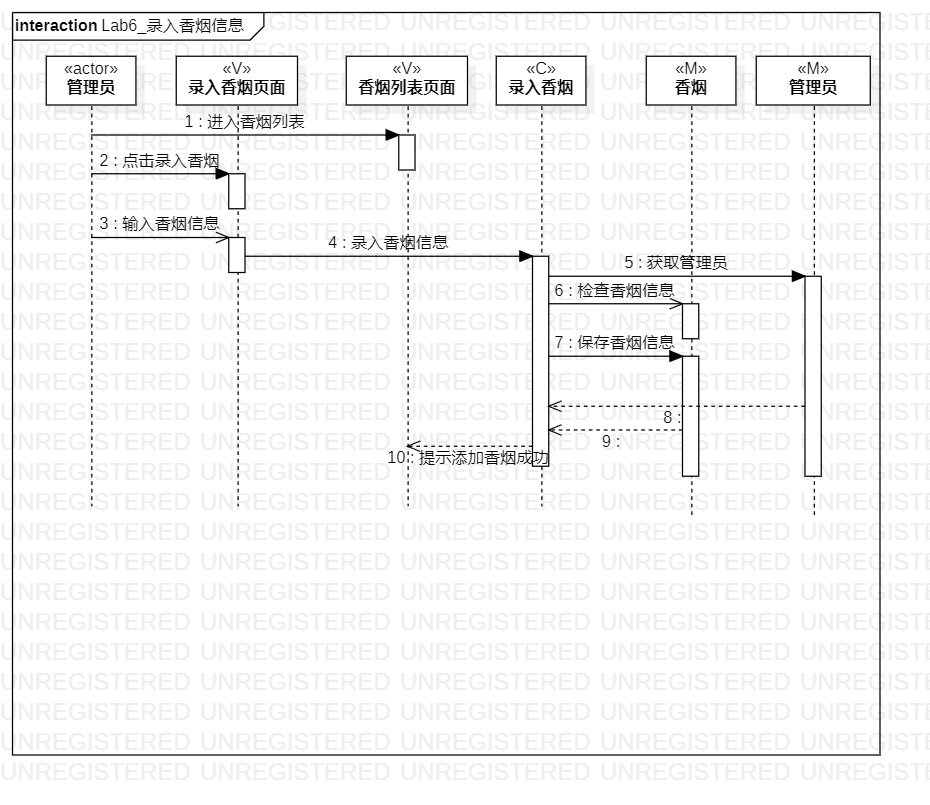 interaction Lab6_录入香烟信息
«actor»
管理员
«V»
录入香烟页面
«V»
香烟列表页面
«C»
录入香烟
«M»
香烟
«M»
管理员
1 : 进入香烟列表
2 : 点击录入香烟
3 : 输入香烟信息
4 : 录入香烟信息
5 : 获取管理员
6 : 检查香烟信息
7 : 保存香烟信息
8 :
9 :
10 : 提示添加香烟成功
UNREGISTERED